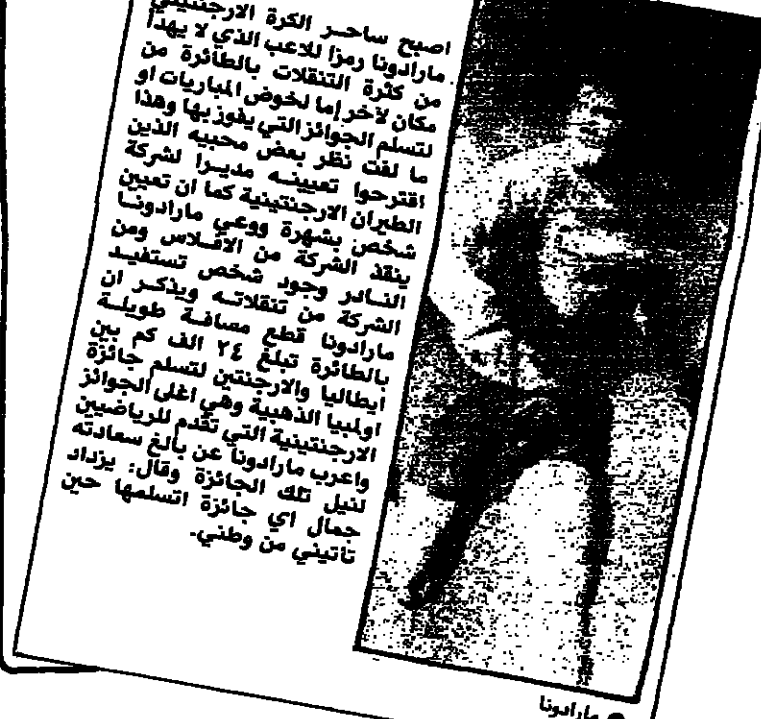 اصبح ساحر الكرة الارجنتيني
مارادونا رمزا للاعب الذي لا يهدا
من كثرة التنقلات بالطائرة من
مكان لآخر إما لخوض المباريات او
لتسلم الجوائز التي يفوز بها وهذا
ما لفت نظر بعض محبيه الذين
اقترحوا تعيينه مديرا لشركة
الطيران الارجنتينية كما ان تعيين
شخص بشهرة ووعي مارادونا
ينقذ الشركة من الافلاس ومن
النادر وجود شخص تستفيد
الشركة من تنقلاته ويذكر ان
مارادونا قطع مسافة طويلة
بالطائرة تبلغ ٢٤ الف كم بين
ايطاليا والارجنتين لتسلم جائزة
اولمبيا الذهبية وهي اغلى الجوائز
الارجنتينية التي تقدم للرياضيين
واعرب مارادونا عن بالغ سعادته
لنيل تلك الجائزة وقال: يزداد
جمال اي جائزة اتسلمها حين
تاتيني من وطني.
● مارادونا